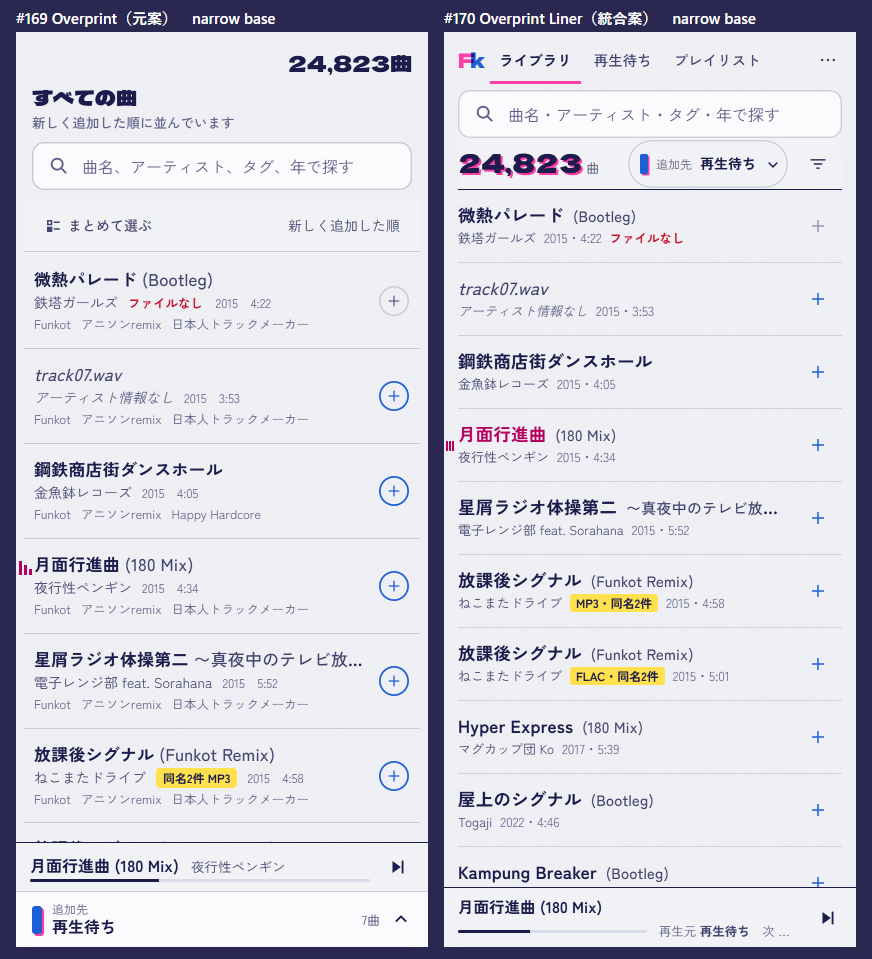 #169 Overprint（元案） narrow base
24,823曲
すべての曲
新しく追加した順に並んでいます
曲名、アーティスト、タグ、年で探す
まとめて選ぶ 新しく追加した順
微熱パレード (Bootleg)
鉄塔ガールズ ファイルなし 2015 4:22
Funkot アニソンremix 日本人トラックメーカー
track07.wav
アーティスト情報なし 2015 3:53
Funkot アニソンremix 日本人トラックメーカー
鋼鉄商店街ダンスホール
金魚鉢レコーズ 2015 4:05
Funkot アニソンremix Happy Hardcore
月面行進曲 (180 Mix)
夜行性ペンギン 2015 4:34
Funkot アニソンremix 日本人トラックメーカー
星屑ラジオ体操第二 〜真夜中のテレビ放…
電子レンジ部 feat. Sorahana 2015 5:52
Funkot アニソンremix 日本人トラックメーカー
放課後シグナル (Funkot Remix)
ねこまたドライブ 同名2件 MP3 2015 4:58
Funkot アニソンremix 日本人トラックメーカー
月面行進曲 (180 Mix) 夜行性ペンギン
追加先
再生待ち 7曲
#170 Overprint Liner（統合案） narrow base
Fk ライブラリ 再生待ち プレイリスト …
曲名・アーティスト・タグ・年で探す
24,823 曲 追加先 再生待ち
微熱パレード (Bootleg)
鉄塔ガールズ 2015・4:22 ファイルなし
track07.wav
アーティスト情報なし 2015・3:53
鋼鉄商店街ダンスホール
金魚鉢レコーズ 2015・4:05
月面行進曲 (180 Mix)
夜行性ペンギン 2015・4:34
星屑ラジオ体操第二 〜真夜中のテレビ放…
電子レンジ部 feat. Sorahana 2015・5:52
放課後シグナル (Funkot Remix)
ねこまたドライブ MP3・同名2件 2015・4:58
放課後シグナル (Funkot Remix)
ねこまたドライブ FLAC・同名2件 2015・5:01
Hyper Express (180 Mix)
マグカップ団 Ko 2017・5:39
屋上のシグナル (Bootleg)
Togaji 2022・4:46
Kampung Breaker (Bootleg)
月面行進曲 (180 Mix)
再生元 再生待ち 次 …